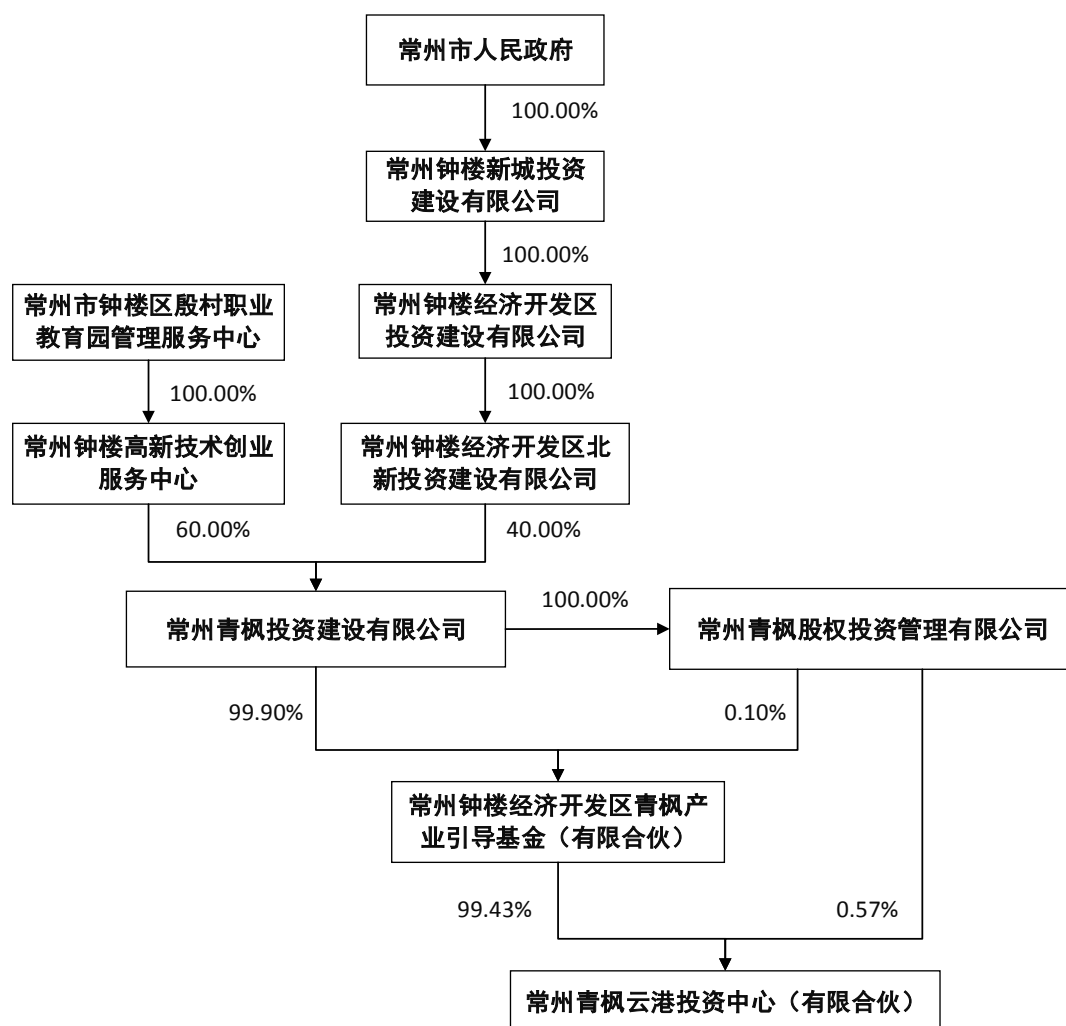 常州市人民政府
100.00%
常州钟楼新城投资
建设有限公司
100.00%
常州市钟楼区殷村职业
教育园管理服务中心
常州钟楼经济开发区
投资建设有限公司
100.00%
100.00%
常州钟楼高新技术创业
服务中心
常州钟楼经济开发区北
新投资建设有限公司
60.00%
40.00%
常州青枫投资建设有限公司
100.00%
常州青枫股权投资管理有限公司
99.90%
0.10%
常州钟楼经济开发区青枫产
业引导基金（有限合伙）
99.43%
0.57%
常州青枫云港投资中心（有限合伙）